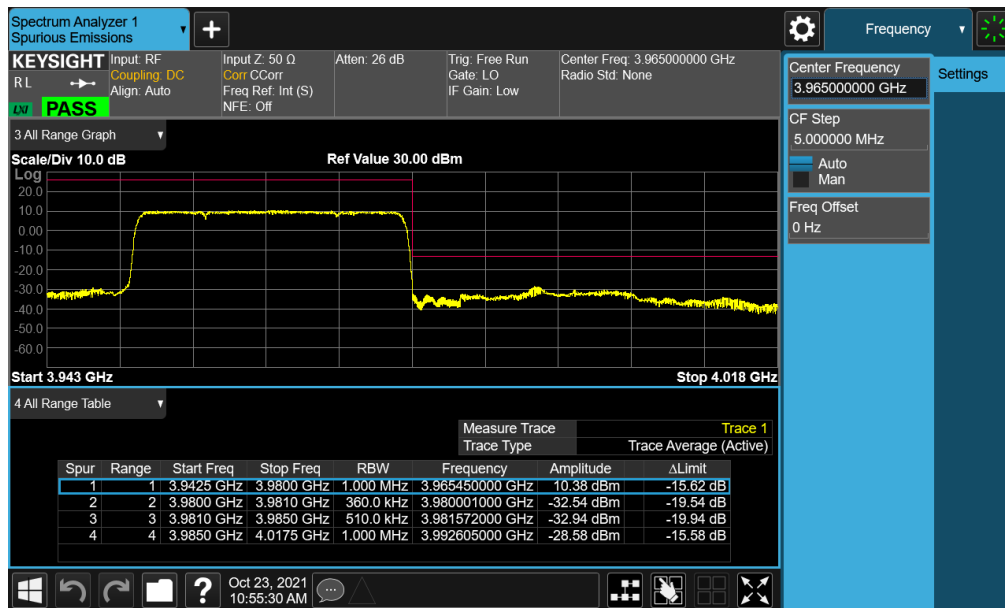 Spectrum Analyzer 1
Spurious Emissions
+
Frequency
KEYSIGHT
RL
LXI
PASS
Input: RF
Coupling: DC
Align: Auto
Input Z: 50 Ω
Corr CCorr
Freq Ref: Int (S)
NFE: Off
Atten: 26 dB
Trig: Free Run
Gate: LO
IF Gain: Low
Center Freq: 3.965000000 GHz
Radio Std: None
Center Frequency
3.965000000 GHz
Settings
CF Step
5.000000 MHz
Auto
Man
Freq Offset
0 Hz
3 All Range Graph
Scale/Div 10.0 dB
Ref Value 30.00 dBm
Log
20.0
10.0
0.00
-10.0
-20.0
-30.0
-40.0
-50.0
-60.0
Start 3.943 GHz
Stop 4.018 GHz
4 All Range Table
Measure Trace Trace 1
Trace Type Trace Average (Active)
Spur Range Start Freq Stop Freq RBW Frequency Amplitude ΔLimit
1 1 3.9425 GHz 3.9800 GHz 1.000 MHz 3.965450000 GHz 10.38 dBm -15.62 dB
2 2 3.9800 GHz 3.9810 GHz 360.0 kHz 3.980001000 GHz -32.54 dBm -19.54 dB
3 3 3.9810 GHz 3.9850 GHz 510.0 kHz 3.981572000 GHz -32.94 dBm -19.94 dB
4 4 3.9850 GHz 4.0175 GHz 1.000 MHz 3.992605000 GHz -28.58 dBm -15.58 dB
?
Oct 23, 2021
10:55:30 AM